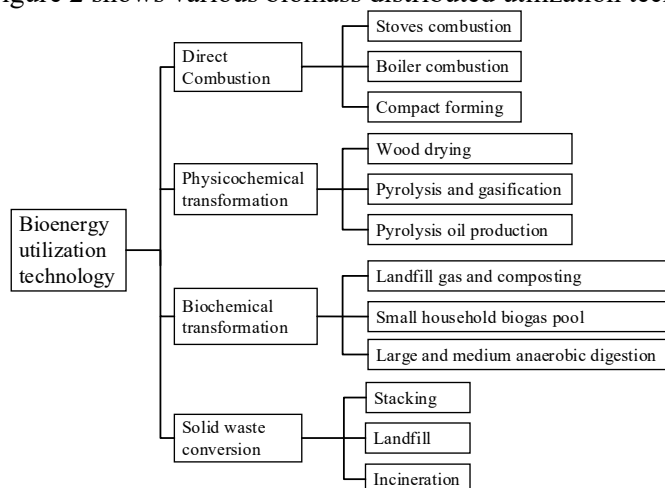 Figure 2 shows various biomass distributed utilization tech
Stoves combustion
Direct
Combustion
Boiler combustion
Compact forming
Wood drying
Physicochemical
transformation
Pyrolysis and gasification
Pyrolysis oil production
Bioenergy
utilization
technology
Landfill gas and composting
Biochemical
transformation
Small household biogas pool
Large and medium anaerobic digestion
Stacking
Solid waste
conversion
Landfill
Incineration